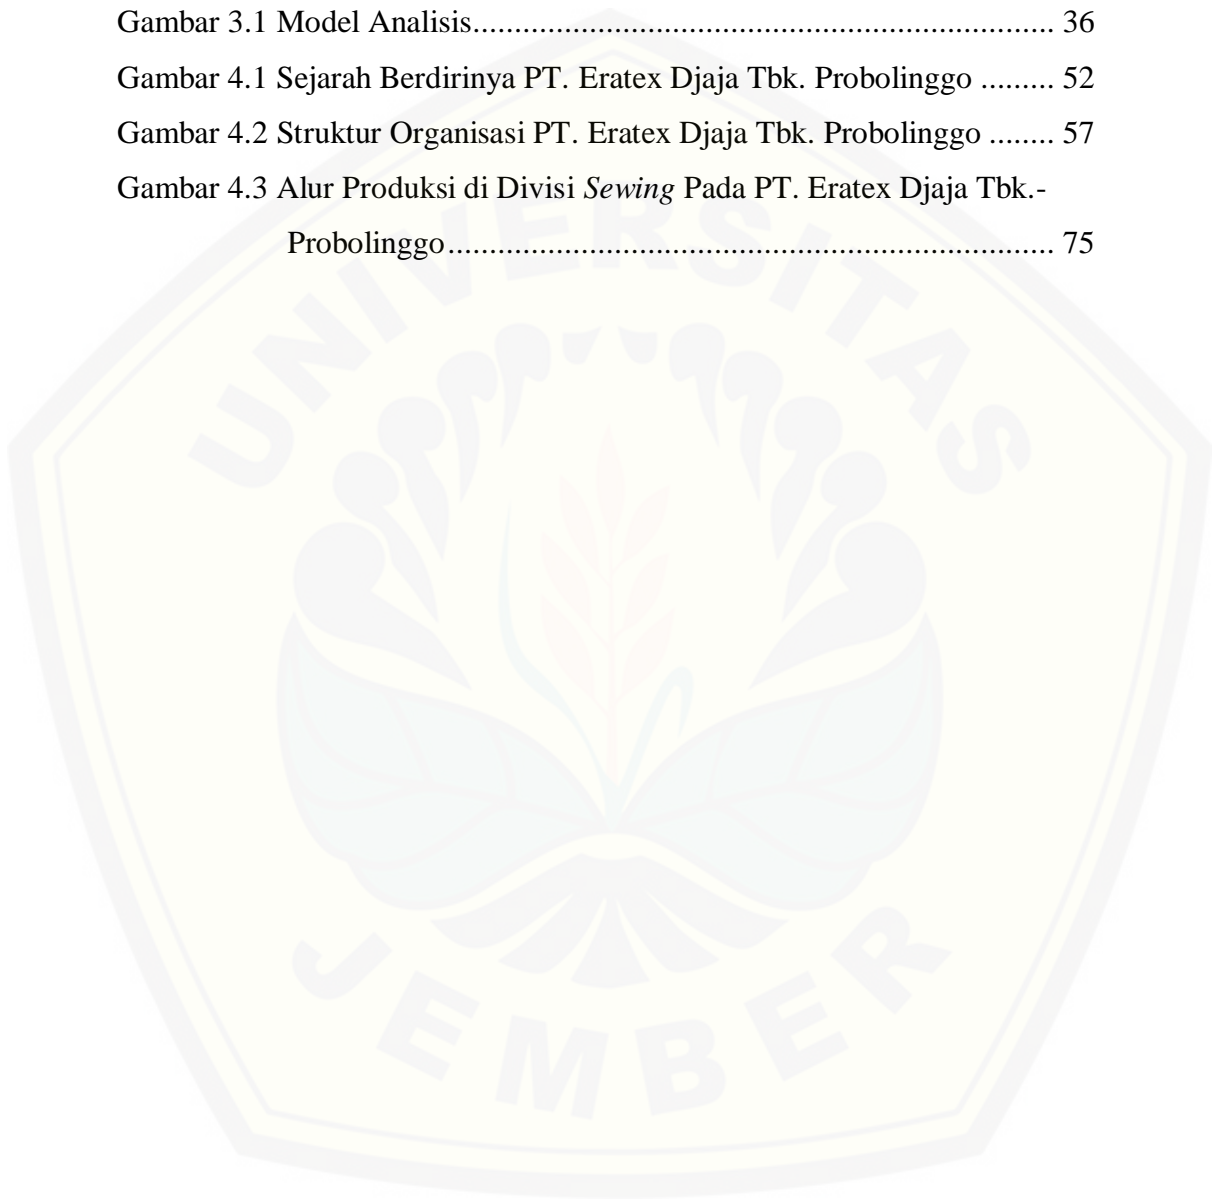 Gambar 3.1 Model Analisis..................................................................... 36
Gambar 4.1 Sejarah Berdirinya PT. Eratex Djaja Tbk. Probolinggo ......... 52
Gambar 4.2 Struktur Organisasi PT. Eratex Djaja Tbk. Probolinggo ........ 57
Gambar 4.3 Alur Produksi di Divisi Sewing Pada PT. Eratex Djaja Tbk.-
Probolinggo........................................................................ 75
UNIVERSITAS
JEMBER